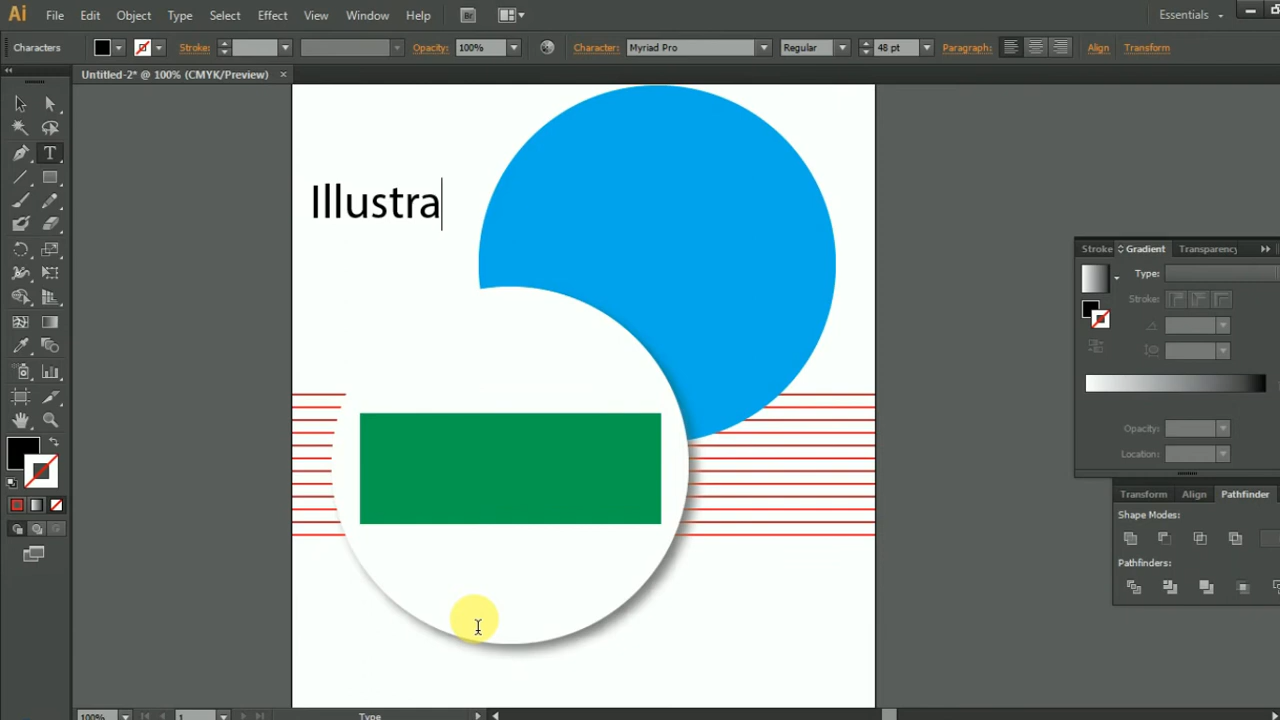 Ai File Edit Object Type Select Effect View Window Help Br Essentials
Characters Stroke: Opacity: 100% Character: Myriad Pro Regular 48 pt Paragraph: Align Transform
Untitled-2* @ 100% (CMYK/Preview)
Illustra
Stroke Gradient Transparency
Type:
Stroke:
Opacity:
Location:
Transform Align Pathfinder
Shape Modes:
Pathfinders:
100% 1 Type